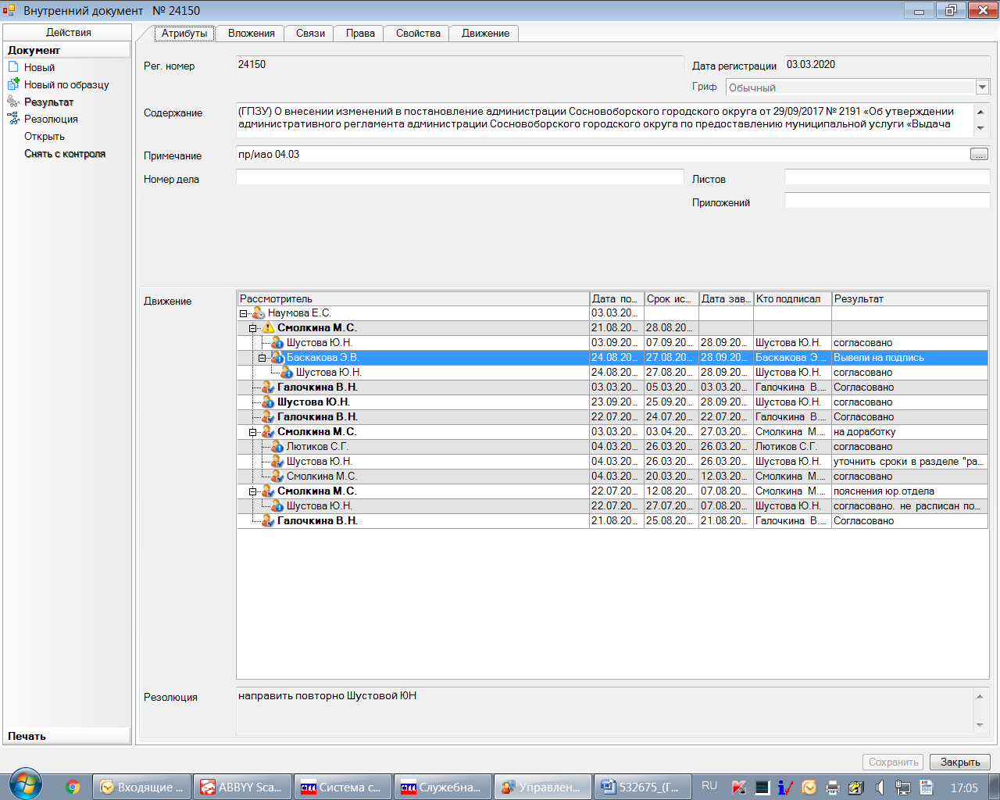 Внутренний документ № 24150
Действия
Документ
Новый
Новый по образцу
Результат
Резолюция
Открыть
Снять с контроля
Печать
Атрибуты Вложения Связи Права Свойства Движение
Рег. номер 24150 Дата регистрации 03.03.2020
Гриф Обычный
Содержание (ГПЗУ) О внесении изменений в постановление администрации Сосновоборского городского округа от 29/09/2017 № 2191 «Об утверждении
административного регламента администрации Сосновоборского городского округа по предоставлению муниципальной услуги «Выдача
Примечание пр/иао 04.03 ...
Номер дела Листов
Приложений
Движение
Рассмотритель Дата по... Срок ис... Дата зав... Кто подписал Результат
Наумова Е.С. 03.03.20...
Смолкина М.С. 21.08.20... 28.08.20...
Шустова Ю.Н. 03.09.20... 07.09.20... 28.09.20... Шустова Ю.Н. согласовано
Баскакова Э.В. 24.08.20... 27.08.20... 28.09.20... Баскакова Э.... Вывели на подпись
Шустова Ю.Н. 24.08.20... 27.08.20... 28.09.20... Шустова Ю.Н. согласовано
Галочкина В.Н. 03.03.20... 05.03.20... 03.03.20... Галочкина В.... Согласовано
Шустова Ю.Н. 23.09.20... 25.09.20... 28.09.20... Шустова Ю.Н. согласовано
Галочкина В.Н. 22.07.20... 24.07.20... 22.07.20... Галочкина В.... Согласовано
Смолкина М.С. 03.03.20... 03.04.20... 27.03.20... Смолкина М.... на доработку
Лютиков С.Г. 04.03.20... 26.03.20... 26.03.20... Лютиков С.Г. согласовано
Шустова Ю.Н. 04.03.20... 26.03.20... 26.03.20... Шустова Ю.Н. уточнить сроки в разделе "ра...
Смолкина М.С. 04.03.20... 20.03.20... 12.03.20... Смолкина М.... согласовано
Смолкина М.С. 22.07.20... 12.08.20... 07.08.20... Смолкина М.... пояснения юр.отдела
Шустова Ю.Н. 22.07.20... 27.07.20... 07.08.20... Шустова Ю.Н. согласовано. не расписан по...
Галочкина В.Н. 21.08.20... 25.08.20... 21.08.20... Галочкина В.... Согласовано
Резолюция направить повторно Шустовой ЮН
Сохранить Закрыть
Входящие ... ABBYY Sca... Система с... Служебна... Управлен... 532675_(Г... RU 17:05